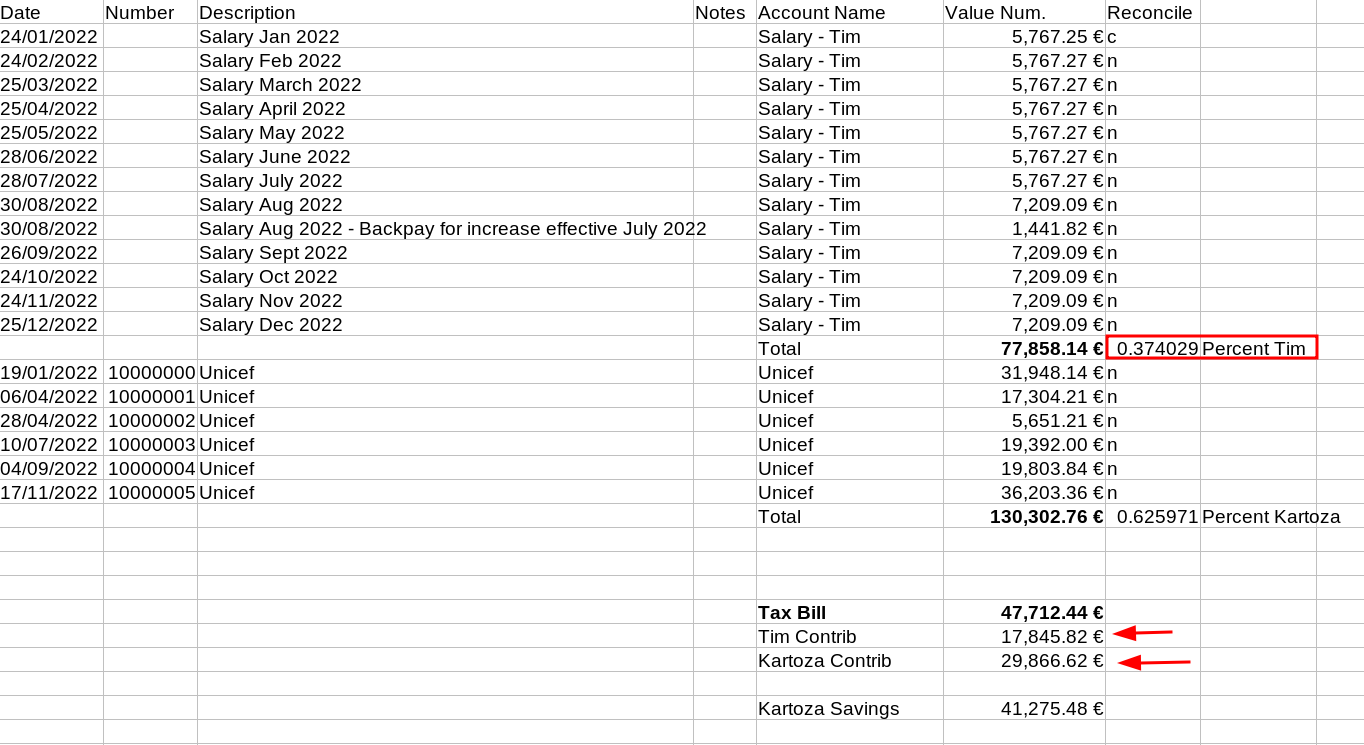 Date Number Description Notes Account Name Value Num. Reconcile
24/01/2022 Salary Jan 2022 Salary - Tim 5,767.25 € c
24/02/2022 Salary Feb 2022 Salary - Tim 5,767.27 € n
25/03/2022 Salary March 2022 Salary - Tim 5,767.27 € n
25/04/2022 Salary April 2022 Salary - Tim 5,767.27 € n
25/05/2022 Salary May 2022 Salary - Tim 5,767.27 € n
28/06/2022 Salary June 2022 Salary - Tim 5,767.27 € n
28/07/2022 Salary July 2022 Salary - Tim 5,767.27 € n
30/08/2022 Salary Aug 2022 Salary - Tim 7,209.09 € n
30/08/2022 Salary Aug 2022 - Backpay for increase effective July 2022 Salary - Tim 1,441.82 € n
26/09/2022 Salary Sept 2022 Salary - Tim 7,209.09 € n
24/10/2022 Salary Oct 2022 Salary - Tim 7,209.09 € n
24/11/2022 Salary Nov 2022 Salary - Tim 7,209.09 € n
25/12/2022 Salary Dec 2022 Salary - Tim 7,209.09 € n
Total 77,858.14 € 0.374029 Percent Tim
19/01/2022 10000000 Unicef Unicef 31,948.14 € n
06/04/2022 10000001 Unicef Unicef 17,304.21 € n
28/04/2022 10000002 Unicef Unicef 5,651.21 € n
10/07/2022 10000003 Unicef Unicef 19,392.00 € n
04/09/2022 10000004 Unicef Unicef 19,803.84 € n
17/11/2022 10000005 Unicef Unicef 36,203.36 € n
Total 130,302.76 € 0.625971 Percent Kartoza
Tax Bill 47,712.44 €
Tim Contrib 17,845.82 €
Kartoza Contrib 29,866.62 €
Kartoza Savings 41,275.48 €